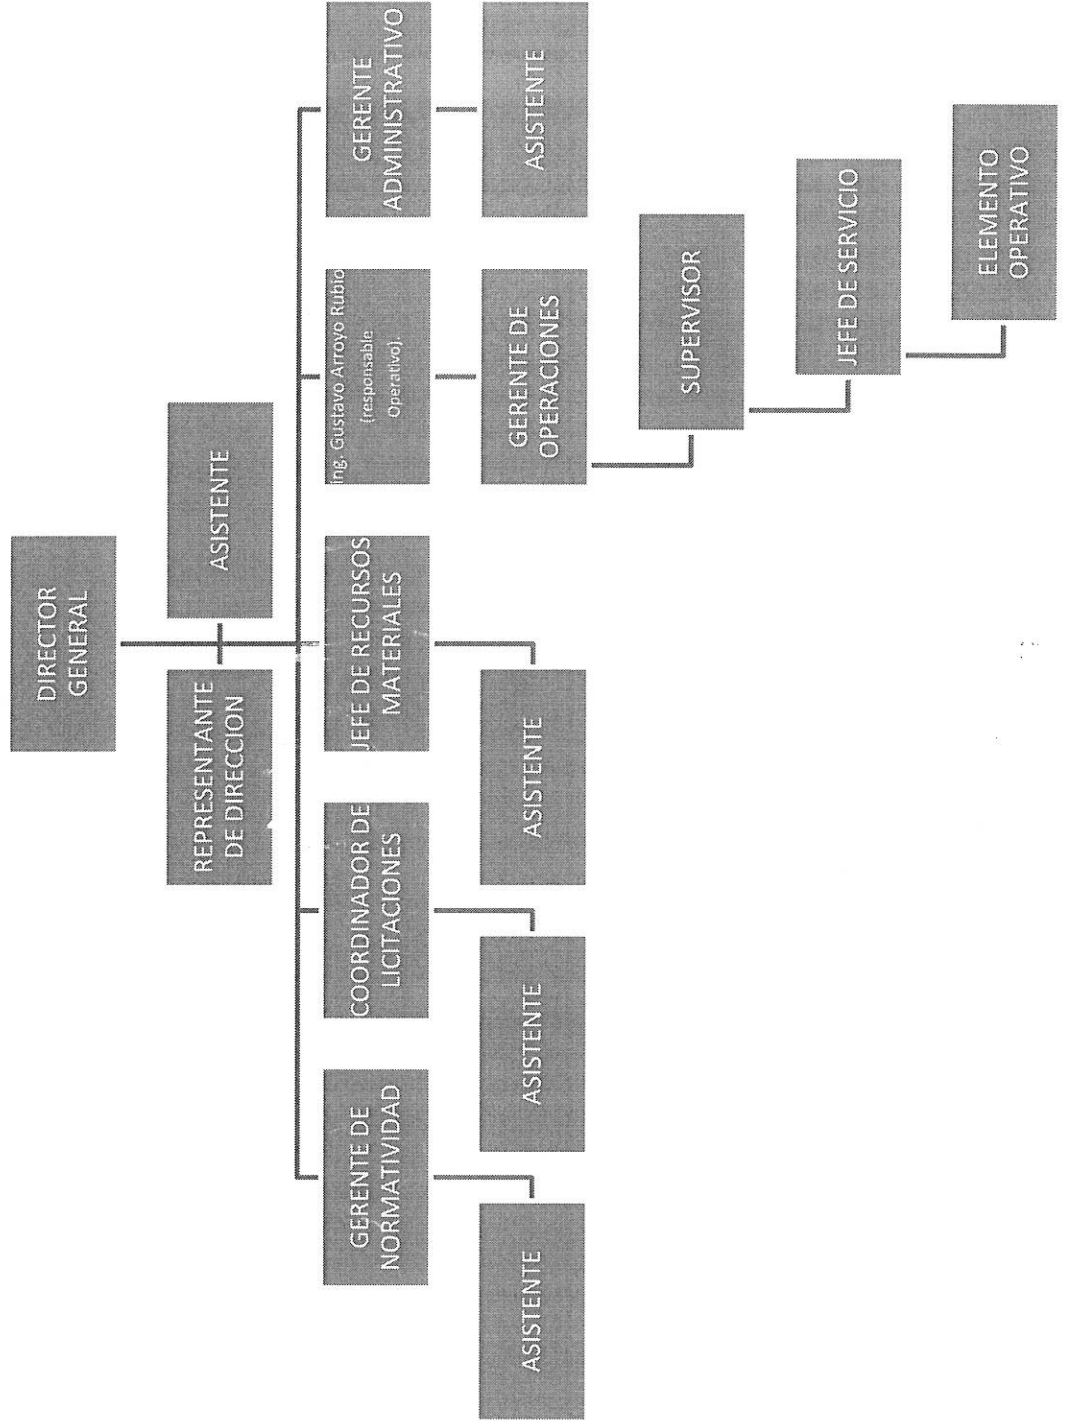 DIRECTOR
GENERAL
REPRESENTANTE
DE DIRECCION
ASISTENTE
GERENTE DE
NORMATIVIDAD
COORDINADOR DE
LICITACIONES
JEFE DE RECURSOS
MATERIALES
Ing. Gustavo Arroyo Rubio
(responsable
Operativo).
GERENTE
ADMINISTRATIVO
ASISTENTE
ASISTENTE
ASISTENTE
GERENTE DE
OPERACIONES
ASISTENTE
SUPERVISOR
JEFE DE SERVICIO
ELEMENTO
OPERATIVO